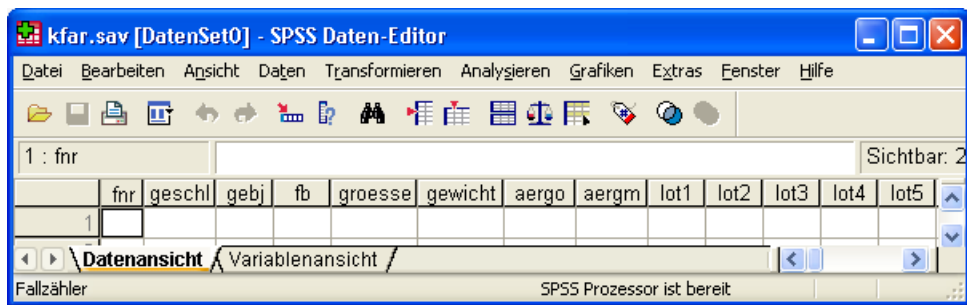 kfar.sav [DatenSet0] - SPSS Daten-Editor
Datei Bearbeiten Ansicht Daten Transformieren Analysieren Grafiken Extras Fenster Hilfe
1 : fnr Sichtbar: 2
fnr geschl gebj fb groesse gewicht aergo aergm lot1 lot2 lot3 lot4 lot5
1
Datenansicht Variablenansicht
Fallzähler SPSS Prozessor ist bereit